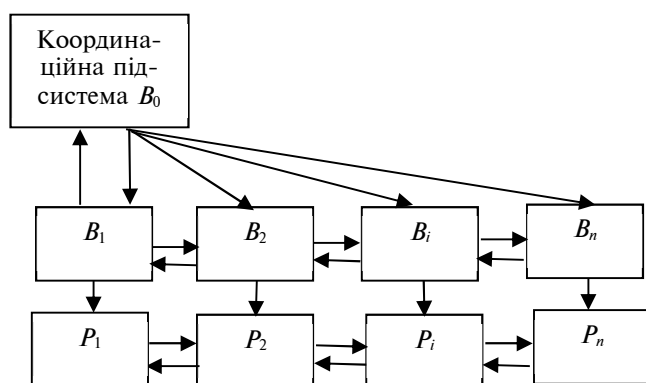 Координа-
ційна під-
система B₀
B₁ B₂ Bᵢ Bₙ
P₁ P₂ Pᵢ Pₙ